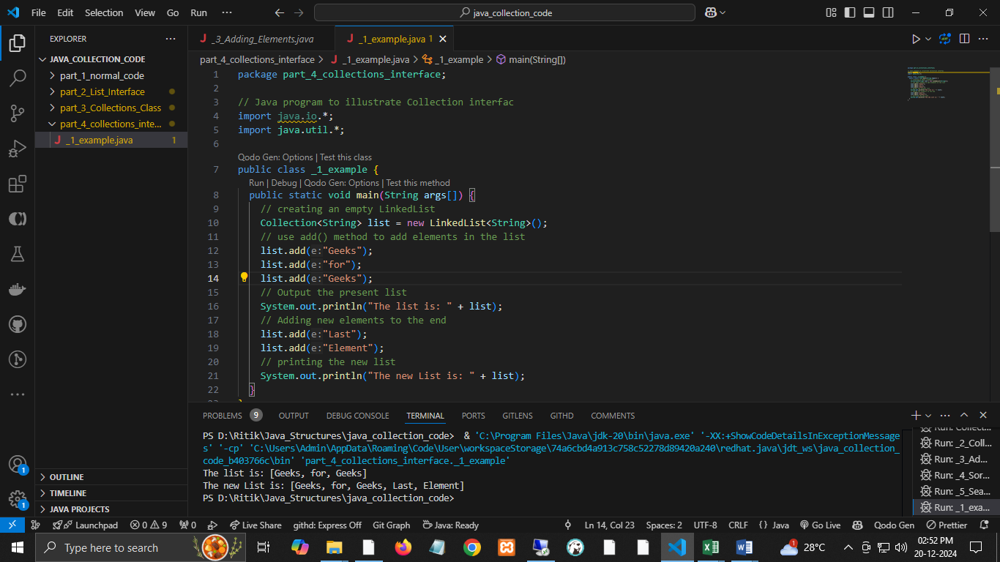 File Edit Selection View Go Run ··· java_collection_code
EXPLORER ···
JAVA_COLLECTION_CODE
part_1_normal_code
part_2_List_Interface
part_3_Collections_Class
part_4_collections_inte...
_1_example.java 1
OUTLINE
TIMELINE
JAVA PROJECTS
_3_Adding_Elements.java _1_example.java 1
part_4_collections_interface > _1_example.java > _1_example > main(String[])
1 package part_4_collections_interface;
2
3 // Java program to illustrate Collection interfac
4 import java.io.*;
5 import java.util.*;
6
Qodo Gen: Options | Test this class
7 public class _1_example {
Run | Debug | Qodo Gen: Options | Test this method
8 public static void main(String args[]) {
9 // creating an empty LinkedList
10 Collection<String> list = new LinkedList<String>();
11 // use add() method to add elements in the list
12 list.add(e:"Geeks");
13 list.add(e:"for");
14 list.add(e:"Geeks");
15 // Output the present list
16 System.out.println("The list is: " + list);
17 // Adding new elements to the end
18 list.add(e:"Last");
19 list.add(e:"Element");
20 // printing the new list
21 System.out.println("The new List is: " + list);
22 }
PROBLEMS 9 OUTPUT DEBUG CONSOLE TERMINAL PORTS GITLENS GITHD COMMENTS
PS D:\Ritik\Java_Structures\java_collection_code> & 'C:\Program Files\Java\jdk-20\bin\java.exe' '-XX:+ShowCodeDetailsInExceptionMessage
s' '-cp' 'C:\Users\Admin\AppData\Roaming\Code\User\workspaceStorage\74a6cbd4a913c758c52278d89420a240\redhat.java\jdt_ws\java_collection_
code_b403766c\bin' 'part_4_collections_interface._1_example'
The list is: [Geeks, for, Geeks]
The new List is: [Geeks, for, Geeks, Last, Element]
PS D:\Ritik\Java_Structures\java_collection_code>
Run: _2_Coll...
Run: _3_Ad...
Run: _4_Sor...
Run: _5_Sea...
Run: _1_exa...
1
1
Launchpad 0 9 0 Live Share githd: Express Off Git Graph Java: Ready Ln 14, Col 23 Spaces: 2 UTF-8 CRLF {} Java Go Live Qodo Gen Prettier
Type here to search 1 28°C 02:52 PM
20-12-2024